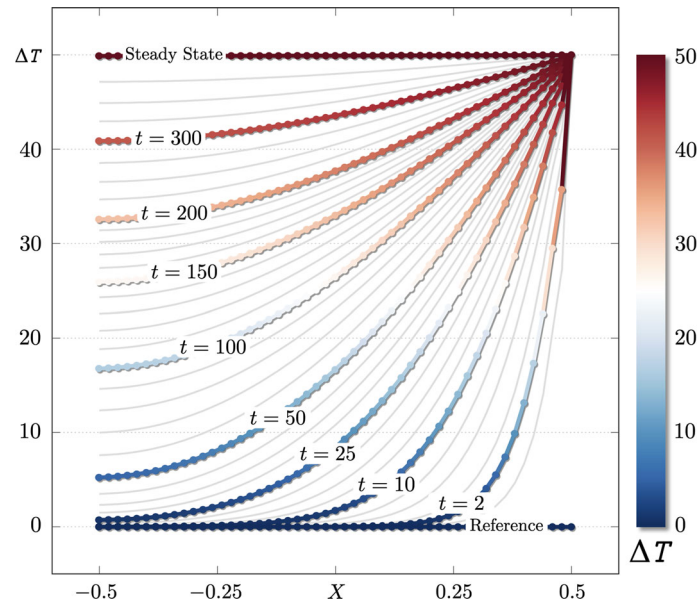 ΔT
Steady State
50
t = 300
40
40
t = 200
30
30
t = 150
20
t = 100
20
t = 50
10
t = 25
10
t = 10
t = 2
0
Reference
0
ΔT
−0.5
−0.25
X
0.25
0.5